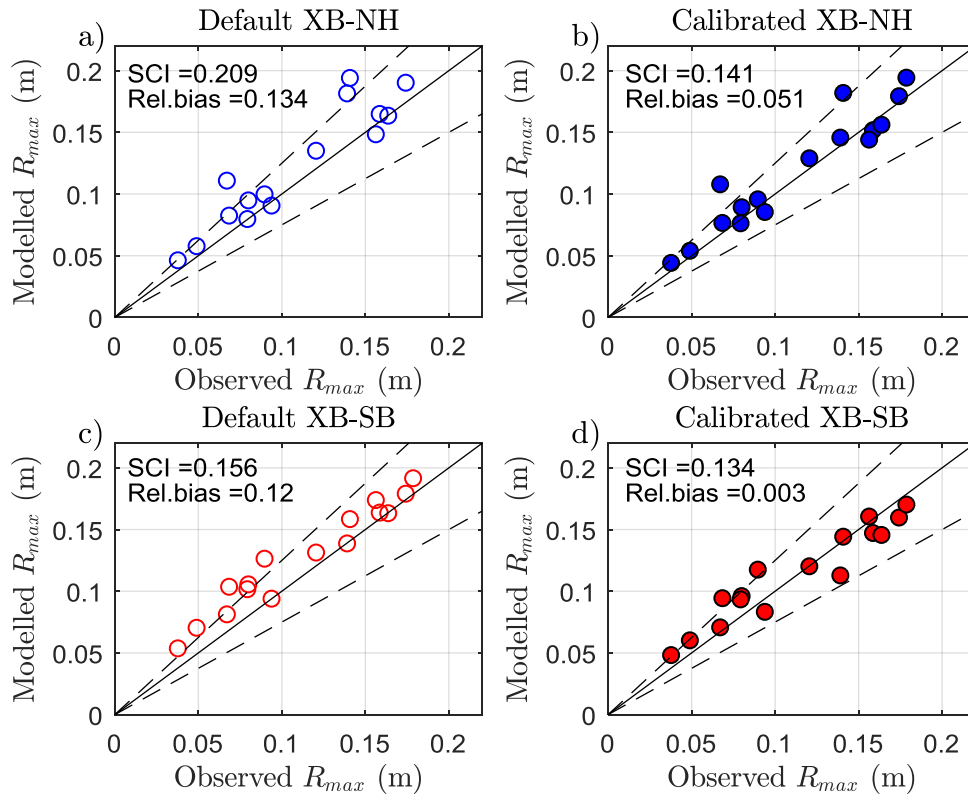 Default XB-NH
a)
SCI =0.209
Rel.bias =0.134
0.2
0.15
0.1
0.05
0
Modelled R_max (m)
0
0.05
0.1
0.15
0.2
Observed R_max (m)
Calibrated XB-NH
b)
SCI =0.141
Rel.bias =0.051
0.2
0.15
0.1
0.05
0
Modelled R_max (m)
0
0.05
0.1
0.15
0.2
Observed R_max (m)
Default XB-SB
c)
SCI =0.156
Rel.bias =0.12
0.2
0.15
0.1
0.05
0
Modelled R_max (m)
0
0.05
0.1
0.15
0.2
Observed R_max (m)
Calibrated XB-SB
d)
SCI =0.134
Rel.bias =0.003
0.2
0.15
0.1
0.05
0
Modelled R_max (m)
0
0.05
0.1
0.15
0.2
Observed R_max (m)